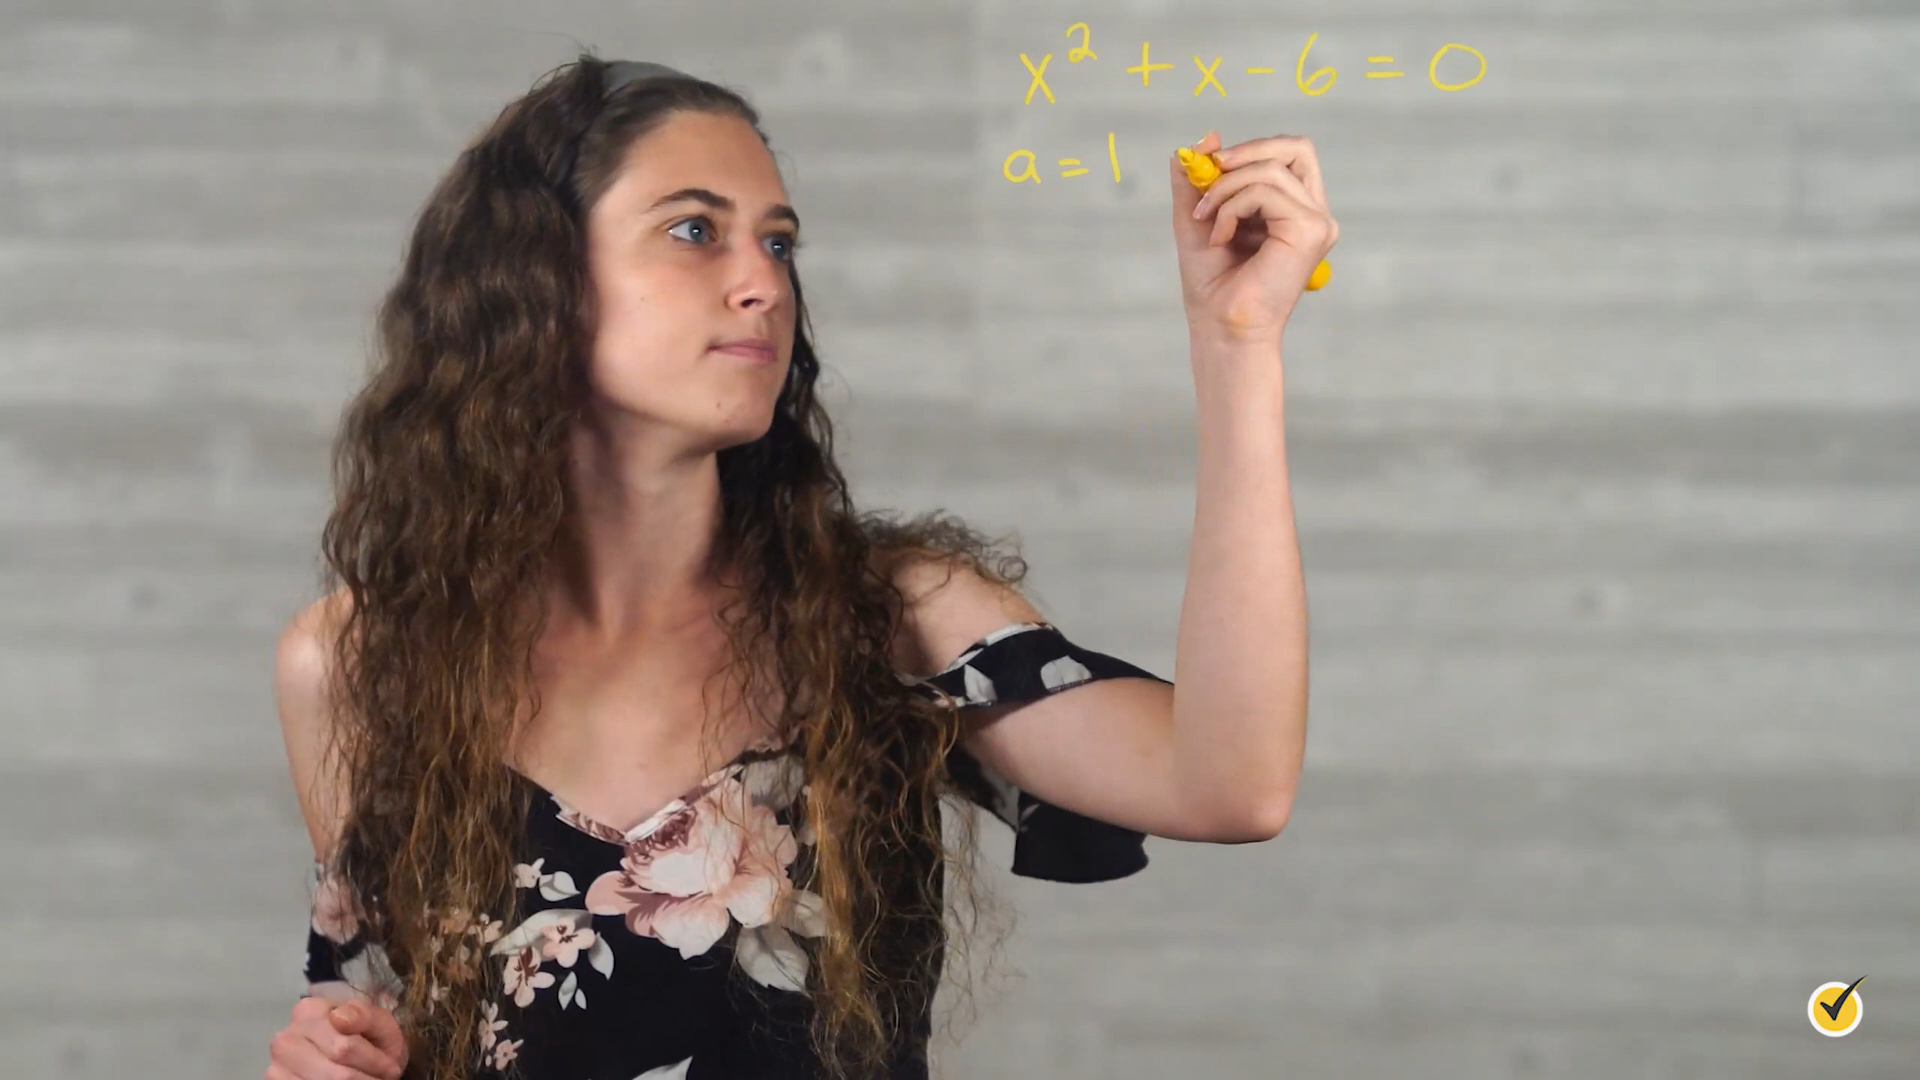 x² + x - 6 = 0
a = 1